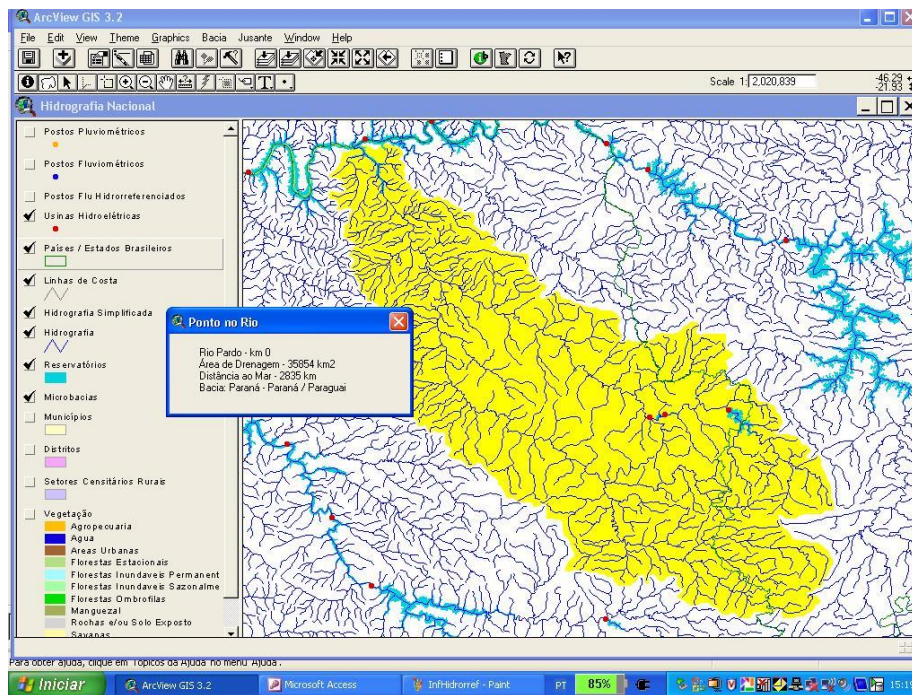 ArcView GIS 3.2
File Edit View Theme Graphics Bacia Jusante Window Help
Scale 1: 2,020,839
-46.29
-21.93
Hidrografia Nacional
Postos Pluviométricos
Postos Fluviométricos
Postos Flu Hidrorreferenciados
Usinas Hidroelétricas
Países / Estados Brasileiros
Linhas de Costa
Hidrografia Simplificada
Hidrografia
Reservatórios
Microbacias
Municípios
Distritos
Setores Censitários Rurais
Vegetação
Agropecuaria
Agua
Areas Urbanas
Florestas Estacionais
Florestas Inundaveis Permanent
Florestas Inundaveis Sazonalme
Florestas Ombrofilas
Manguezal
Rochas e/ou Solo Exposto
Savanas
Ponto no Rio
Rio Pardo - km 0
Área de Drenagem - 35854 km2
Distância ao Mar - 2835 km
Bacia: Paraná - Paraná / Paraguai
Para obter ajuda, clique em Tópicos da Ajuda no menu Ajuda.
Iniciar
ArcView GIS 3.2
Microsoft Access
InfHidrorref - Paint
PT
85%